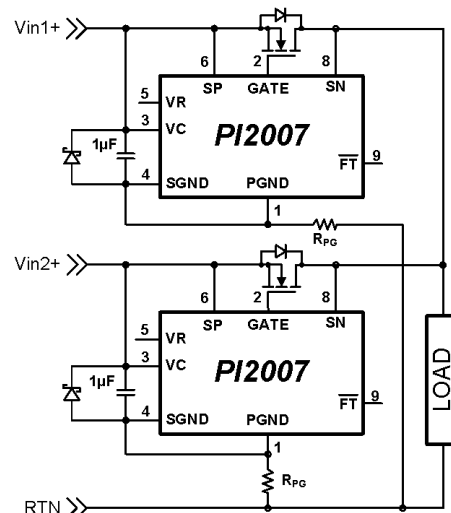 Vin1+
6
2
8
SP
GATE
SN
5
VR
3
VC
1µF
PI2007
FT
9
4
SGND
PGND
1
RPG
Vin2+
6
2
8
SP
GATE
SN
5
VR
3
VC
1µF
PI2007
FT
9
4
SGND
PGND
1
RPG
LOAD
RTN